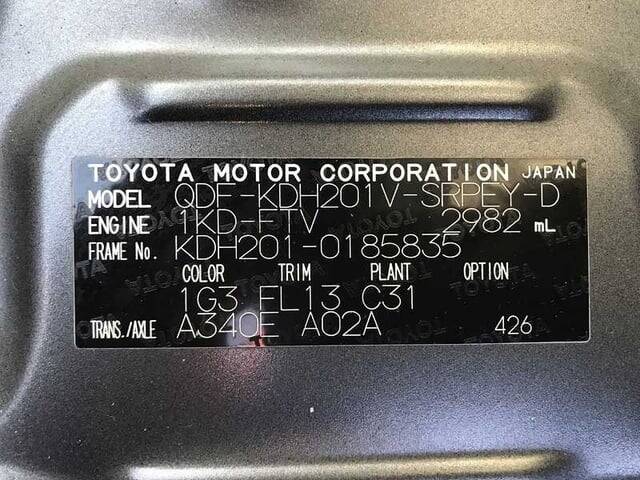 TOYOTA MOTOR CORPORATION JAPAN
MODEL QDF-KDH201V-SRPEY-D
ENGINE 1KD-FTV 2982 mL
FRAME No. KDH201-0185835
COLOR TRIM PLANT OPTION
1G3 FL13 C31
TRANS./AXLE A340E A02A 426